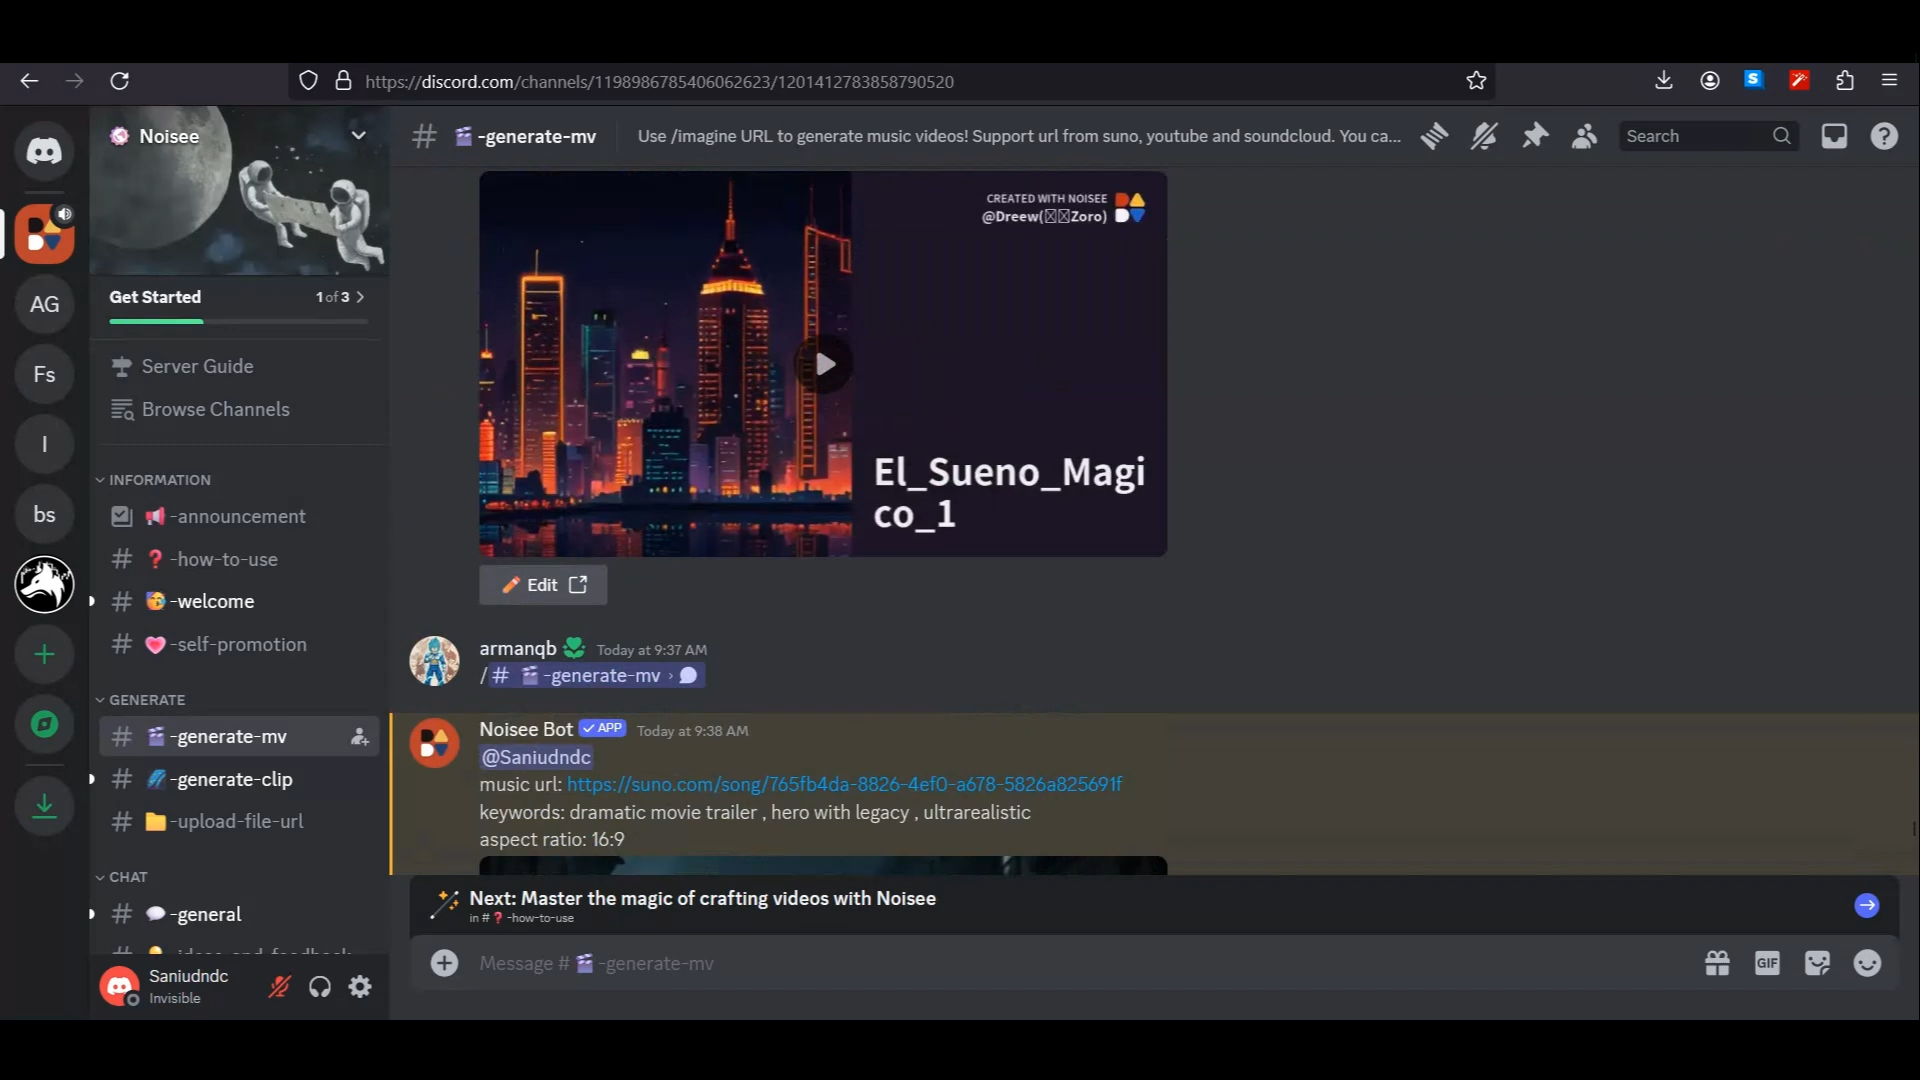 https://discord.com/channels/1198986785406062623/1201412783858790520
S
Noisee
-generate-mv
Use /imagine URL to generate music videos! Support url from suno, youtube and soundcloud. You ca...
Search
CREATED WITH NOISEE
@Dreew(□□Zoro)
El_Sueno_Magi
co_1
Get Started
1 of 3
AG
Fs
I
bs
Server Guide
Browse Channels
INFORMATION
-announcement
-how-to-use
-welcome
-self-promotion
GENERATE
-generate-mv
-generate-clip
-upload-file-url
CHAT
-general
Edit
armanqb Today at 9:37 AM
/# -generate-mv ›
Noisee Bot APP Today at 9:38 AM
@Saniudndc
music url: https://suno.com/song/765fb4da-8826-4ef0-a678-5826a825691f
keywords: dramatic movie trailer , hero with legacy , ultrarealistic
aspect ratio: 16:9
Next: Master the magic of crafting videos with Noisee
in # -how-to-use
Message # -generate-mv
GIF
Saniudndc
Invisible